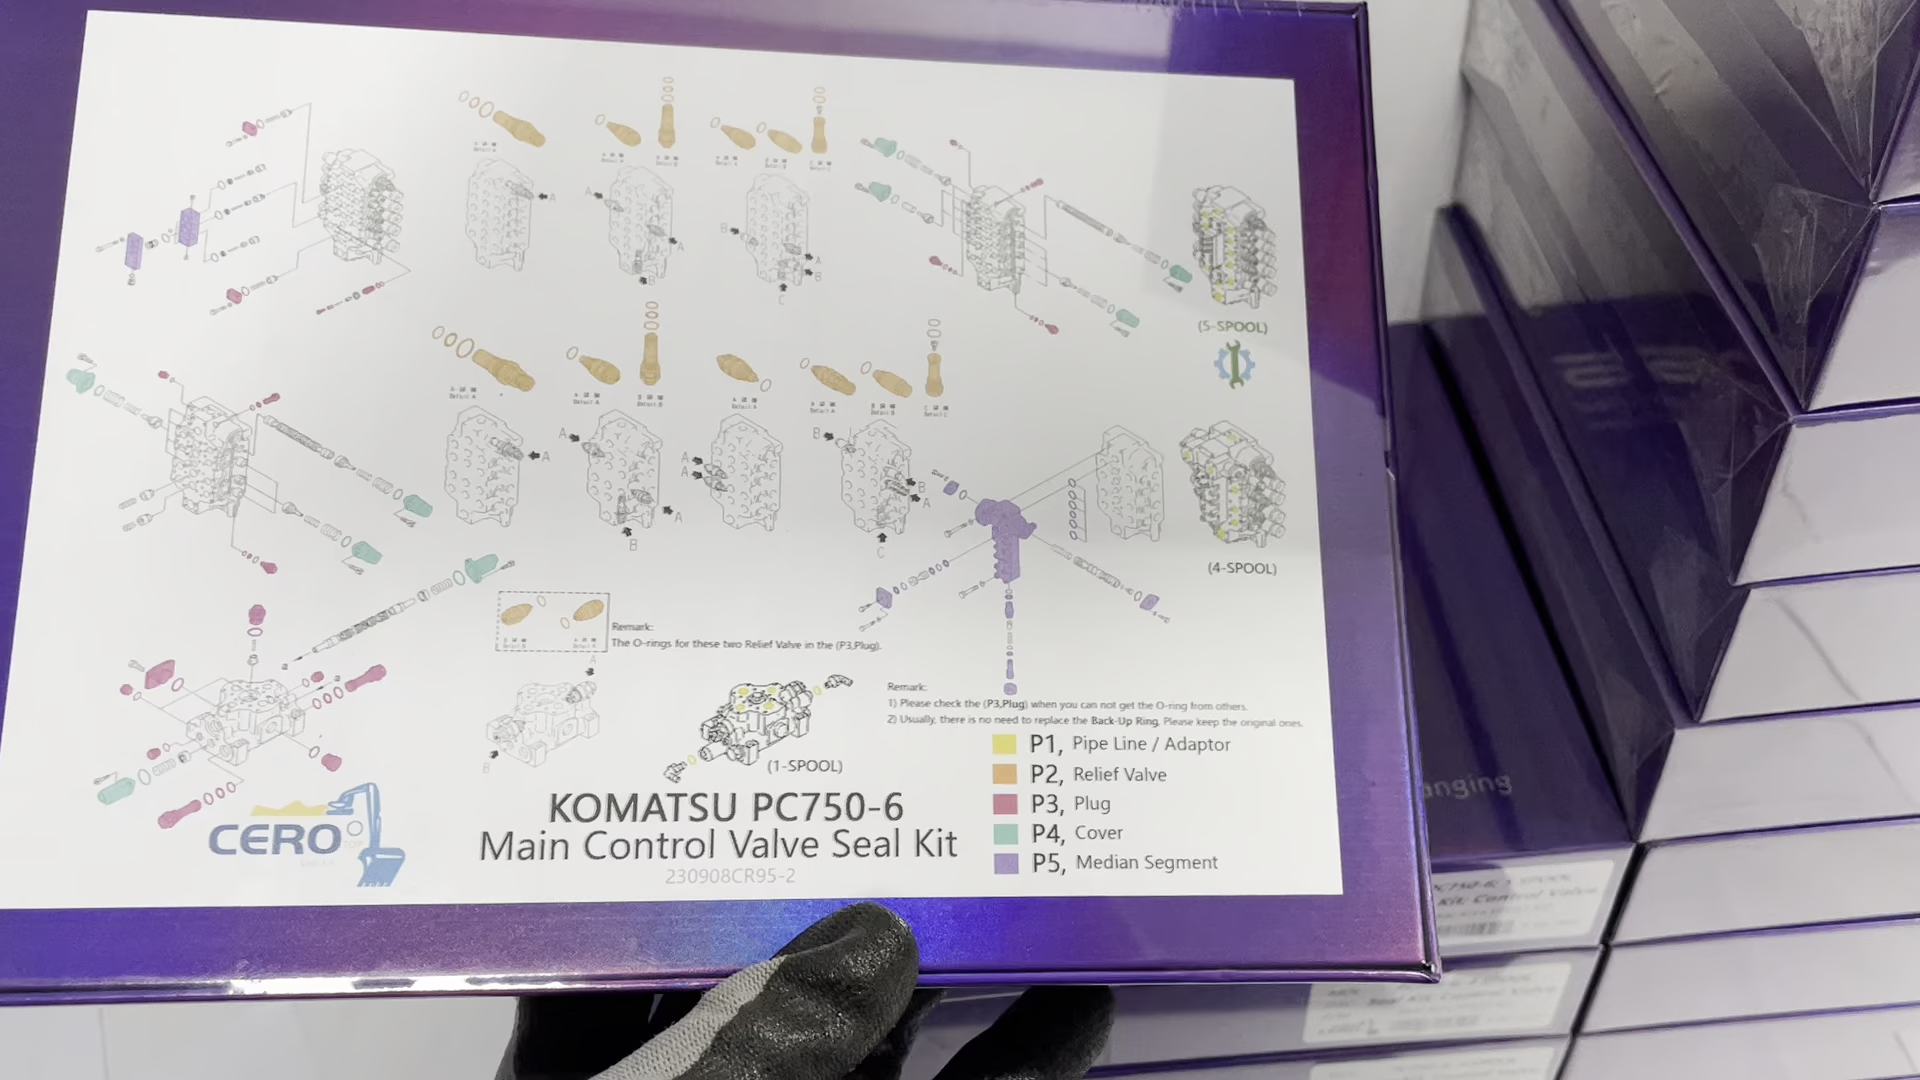 A
A
A
B
B
A
B
C
(5-SPOOL)
A
A
A
B
A
A
B
B
A
C
(4-SPOOL)
Remark:
The O-rings for these two Relief Valve in the (P3,Plug).
A
B
(1-SPOOL)
Remark:
1) Please check the (P3,Plug) when you can not get the O-ring from others.
2) Usually, there is no need to replace the Back-Up Ring. Please keep the original ones.
P1, Pipe Line / Adaptor
P2, Relief Valve
P3, Plug
P4, Cover
P5, Median Segment
CERO
TOP
KOMATSU PC750-6
Main Control Valve Seal Kit
230908CR95-2
anging